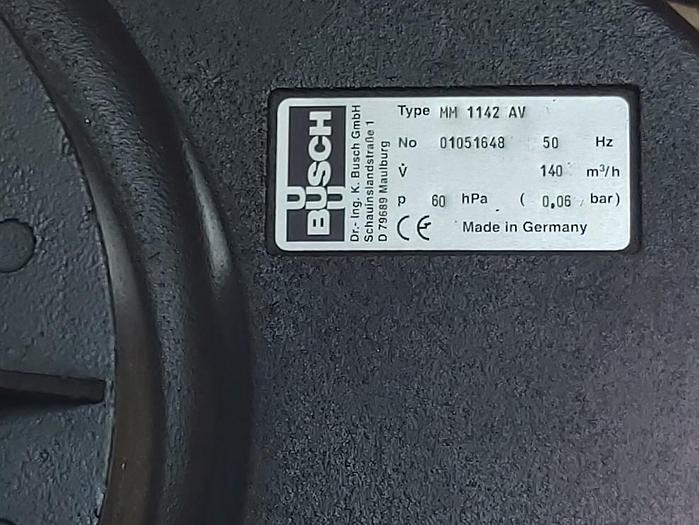 BUSCH
Dr.- Ing. K. Busch GmbH
Schauinslandstraße 1
D 79689 Maulburg
Type MM 1142 AV
No 01051648 50 Hz
V̇ 140 m³/h
p 60 hPa ( 0,06 bar)
CE Made in Germany